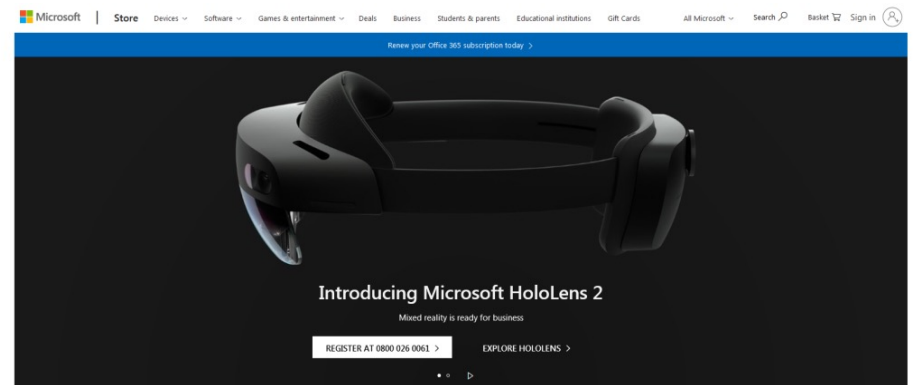 Microsoft | Store Devices Software Games & entertainment Deals Business Students & parents Educational institutions Gift Cards All Microsoft Search Basket Sign in
Renew your Office 365 subscription today >
Introducing Microsoft HoloLens 2
Mixed reality is ready for business
REGISTER AT 0800 026 0061 > EXPLORE HOLOLENS >